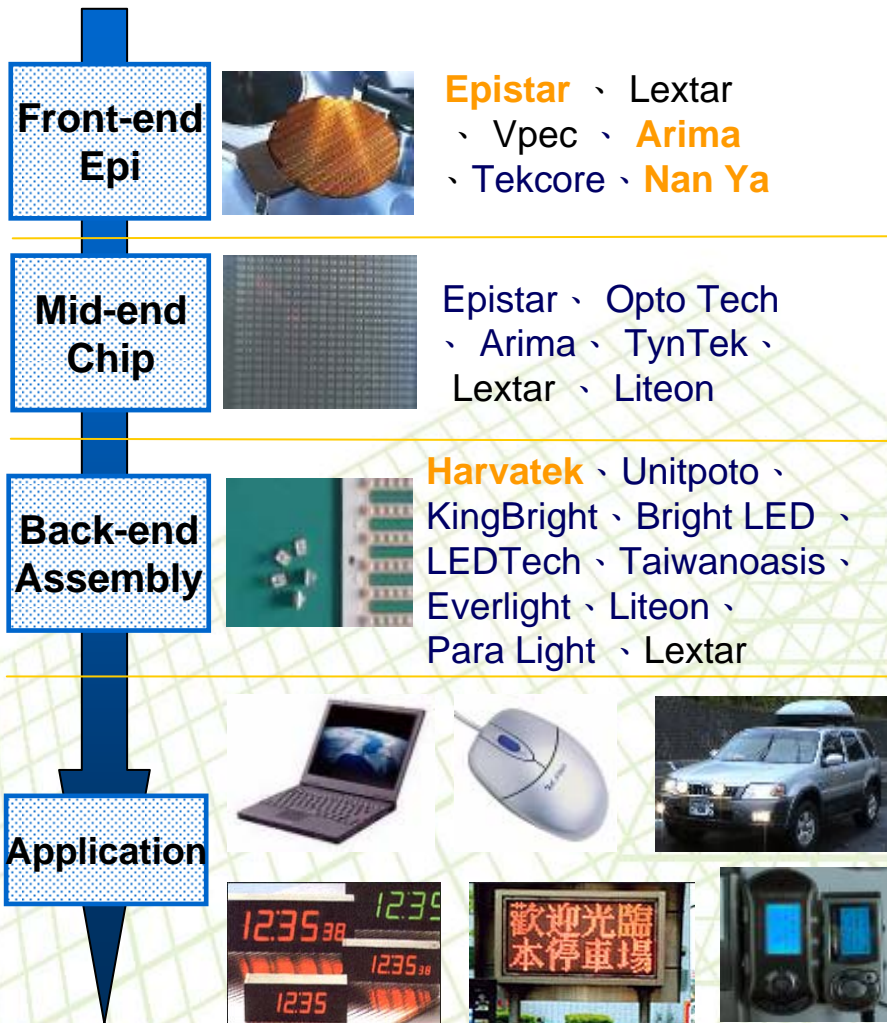 Front-end
Epi
Epistar 、 Lextar
、 Vpec 、 Arima
、Tekcore、Nan Ya
Mid-end
Chip
Epistar、 Opto Tech
、 Arima、 TynTek、
Lextar 、 Liteon
Back-end
Assembly
Harvatek、Unitpoto、
KingBright、Bright LED 、
LEDTech、Taiwanoasis、
Everlight、Liteon、
Para Light 、Lextar
Application
12:35 38
12:35
12:35 38
12:35
歡迎光臨
本停車場